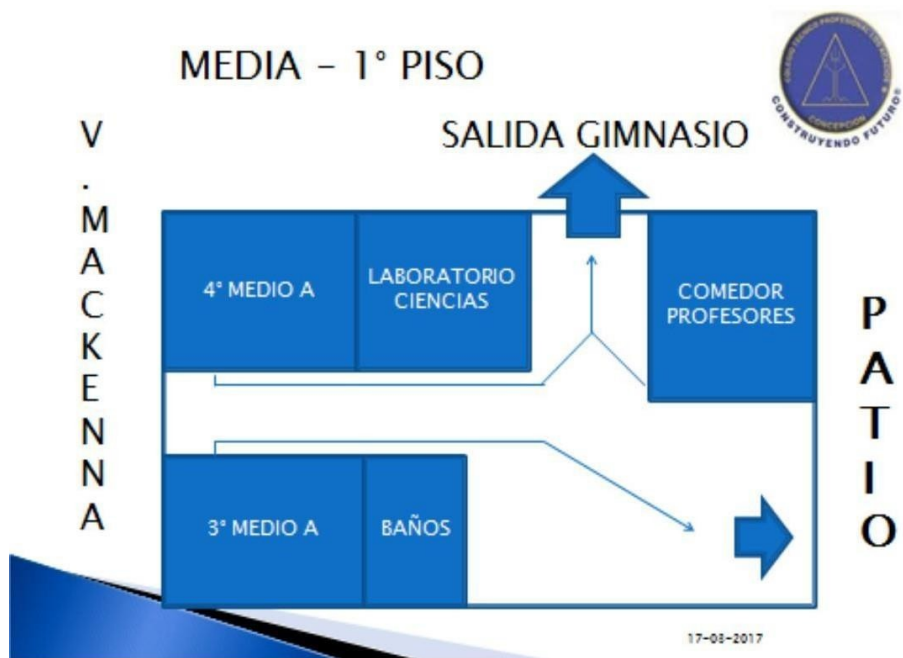 MEDIA – 1° PISO
SALIDA GIMNASIO
V
.
M
A
C
K
E
N
N
A
4° MEDIO A
LABORATORIO
CIENCIAS
COMEDOR
PROFESORES
3° MEDIO A
BAÑOS
P
A
T
I
O
CONCEPCION
CONSTRUYENDO FUTURO®
17-08-2017